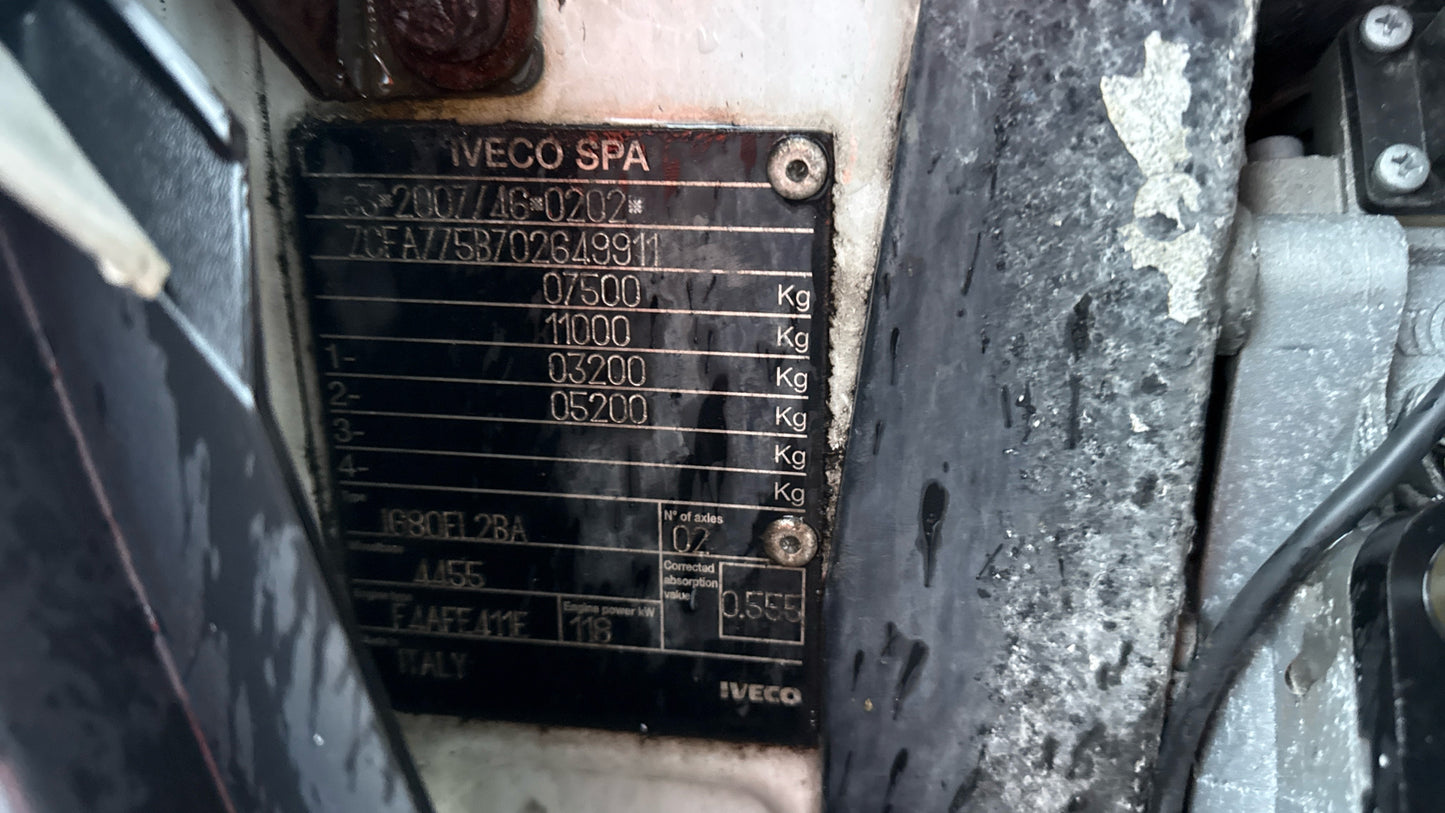 IVECO SPA
e3*2007/46*0202*
ZCFA775B702649911
07500 Kg
11000 Kg
1- 03200 Kg
2- 05200 Kg
3- Kg
4- Kg
Type
IG80EL2BA
N° of axles
02
Wheelbase
4455
Corrected absorption value
0.555
Engine type
F4AFE411E
Engine power kW
118
ITALY
IVECO